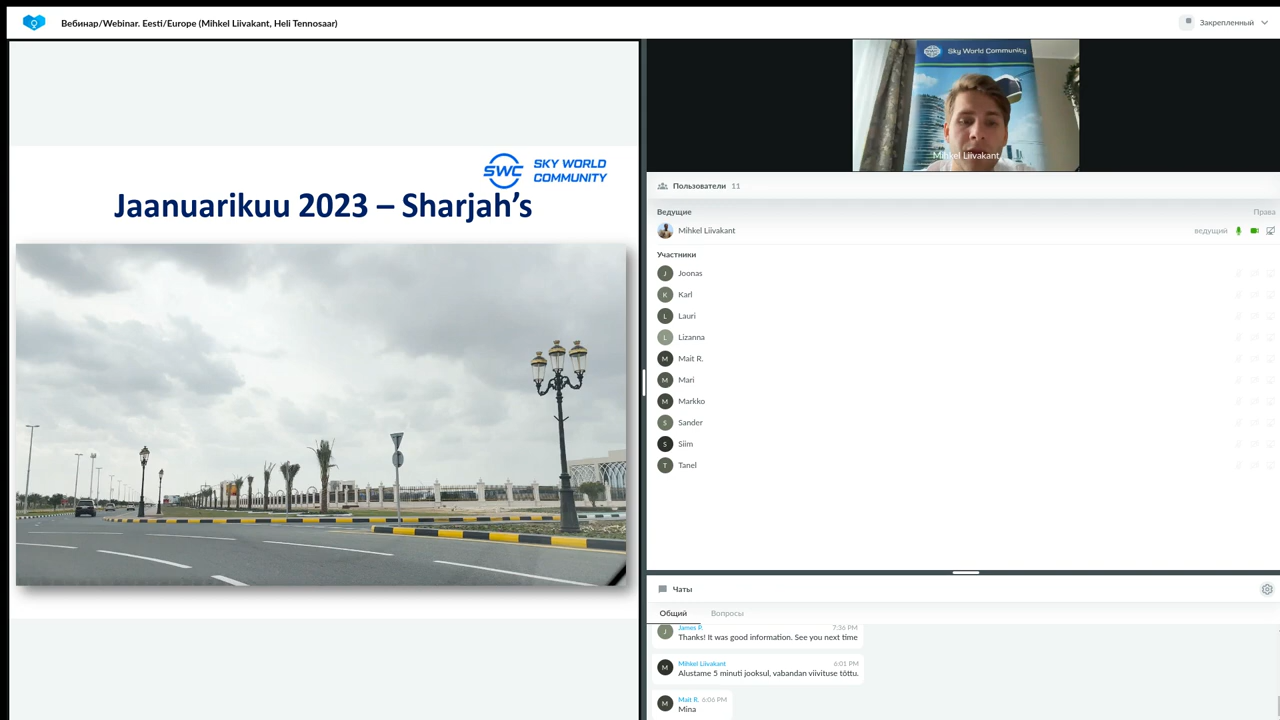 Вебинар/Webinar. Eesti/Europe (Mihkel Liivakant, Heli Tennosaar)
Закрепленный
SWC SKY WORLD COMMUNITY
Jaanuarikuu 2023 – Sharjah's
Sky World Community
Mihkel Liivakant
Пользователи 11
Ведущие Права
Mihkel Liivakant ведущий
Участники
J Joonas
K Karl
L Lauri
L Lizanna
M Mait R.
M Mari
M Markko
S Sander
S Siim
T Tanel
Чаты
Общий Вопросы
J James P. 7:36 PM
Thanks! It was good information. See you next time
M Mihkel Liivakant 6:01 PM
Alustame 5 minuti jooksul, vabandan viivituse tõttu.
M Mait R. 6:06 PM
Mina